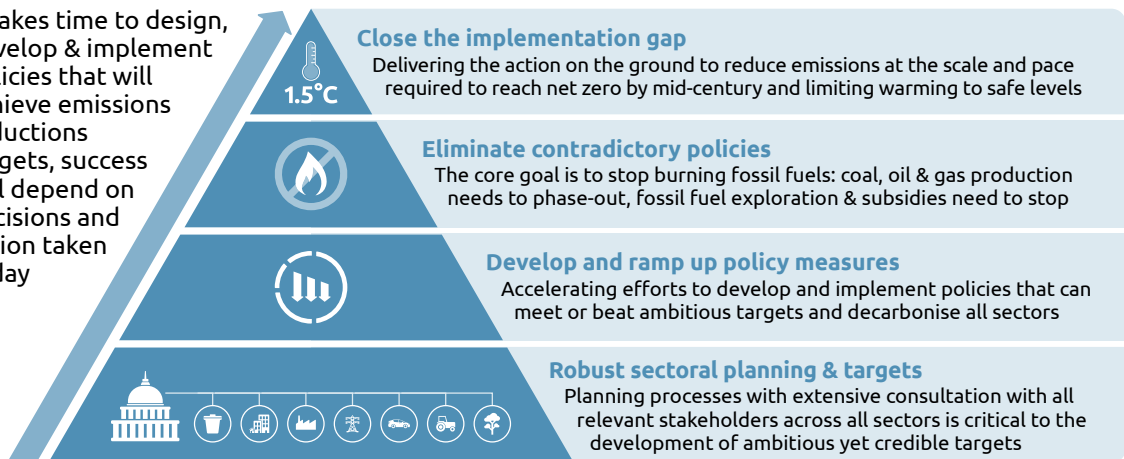 akes time to design,
velop & implement
licies that will
hieve emissions
ductions
gets, success
l depend on
cisions and
ion taken
day
Close the implementation gap
Delivering the action on the ground to reduce emissions at the scale and pace
required to reach net zero by mid-century and limiting warming to safe levels
1.5°C
Eliminate contradictory policies
The core goal is to stop burning fossil fuels: coal, oil & gas production
needs to phase-out, fossil fuel exploration & subsidies need to stop
Develop and ramp up policy measures
Accelerating efforts to develop and implement policies that can
meet or beat ambitious targets and decarbonise all sectors
Robust sectoral planning & targets
Planning processes with extensive consultation with all
relevant stakeholders across all sectors is critical to the
development of ambitious yet credible targets